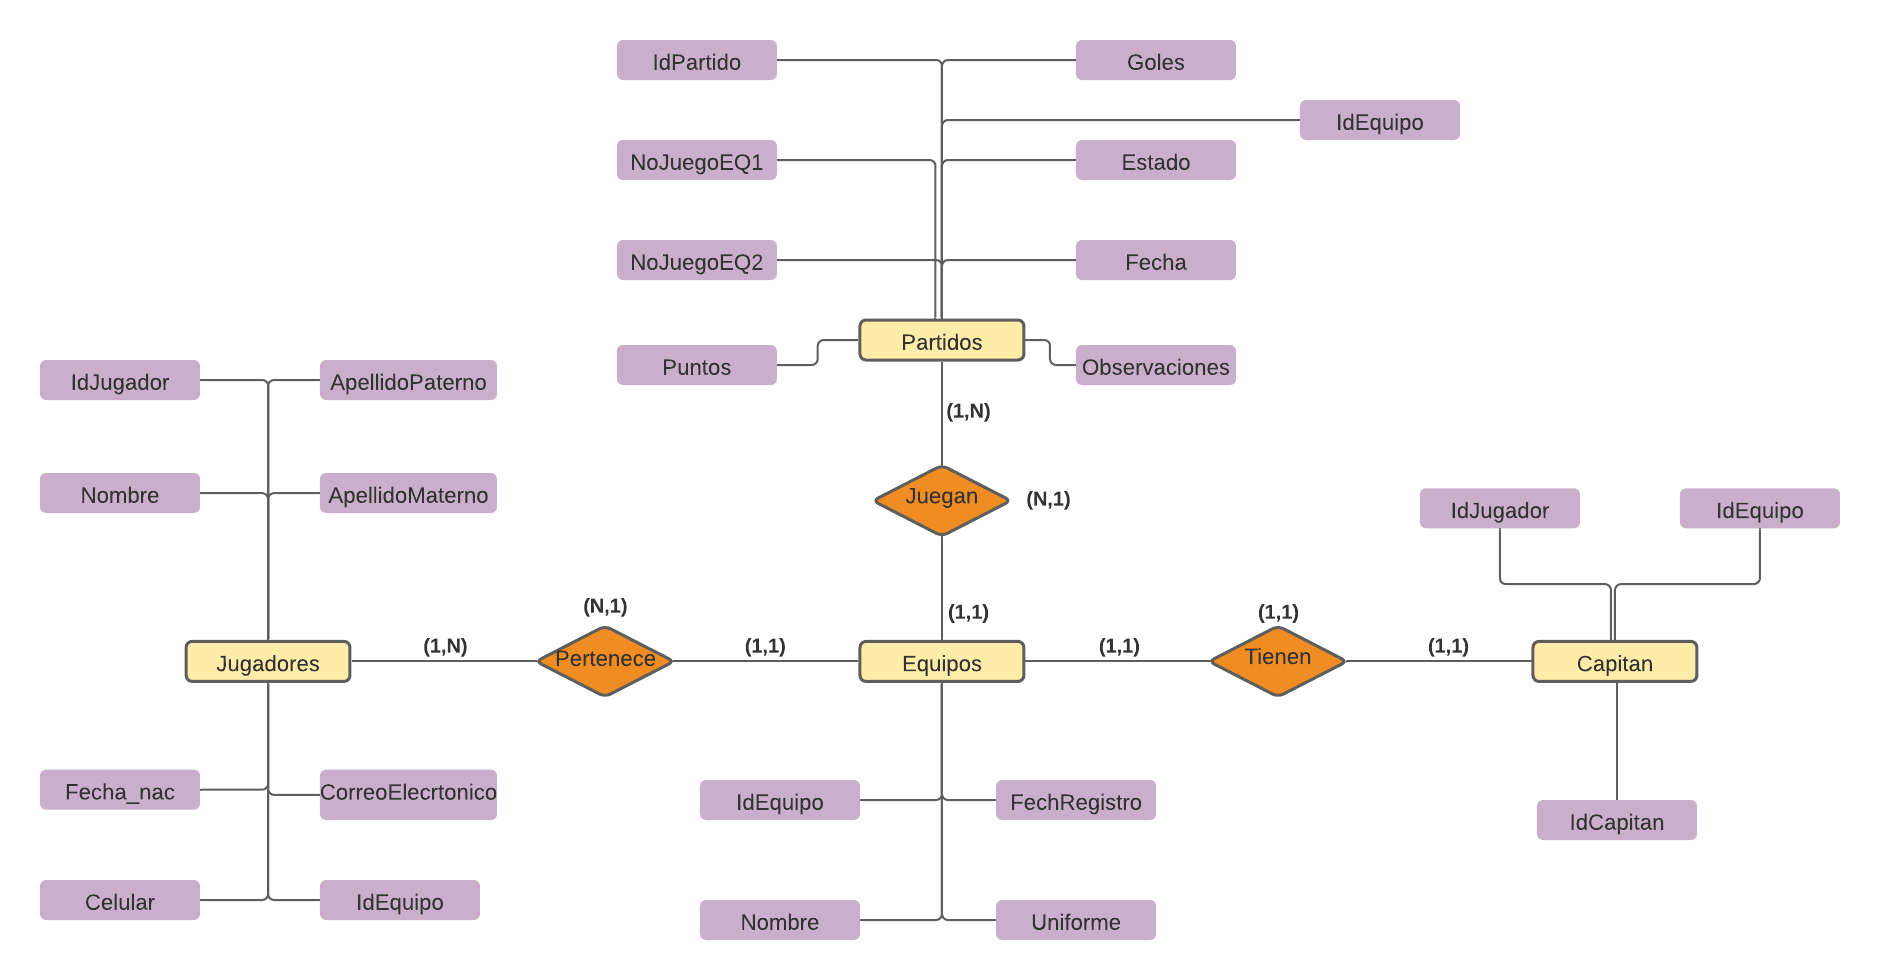 IdPartido
Goles
IdEquipo
NoJuegoEQ1
Estado
NoJuegoEQ2
Fecha
Partidos
Puntos
Observaciones
IdJugador
ApellidoPaterno
(1,N)
Nombre
ApellidoMaterno
Juegan
(N,1)
IdJugador
IdEquipo
(N,1)
(1,1)
(1,1)
Jugadores
(1,N)
Pertenece
(1,1)
Equipos
(1,1)
Tienen
(1,1)
Capitan
Fecha_nac
CorreoElecrtonico
IdEquipo
FechRegistro
IdCapitan
Celular
IdEquipo
Nombre
Uniforme